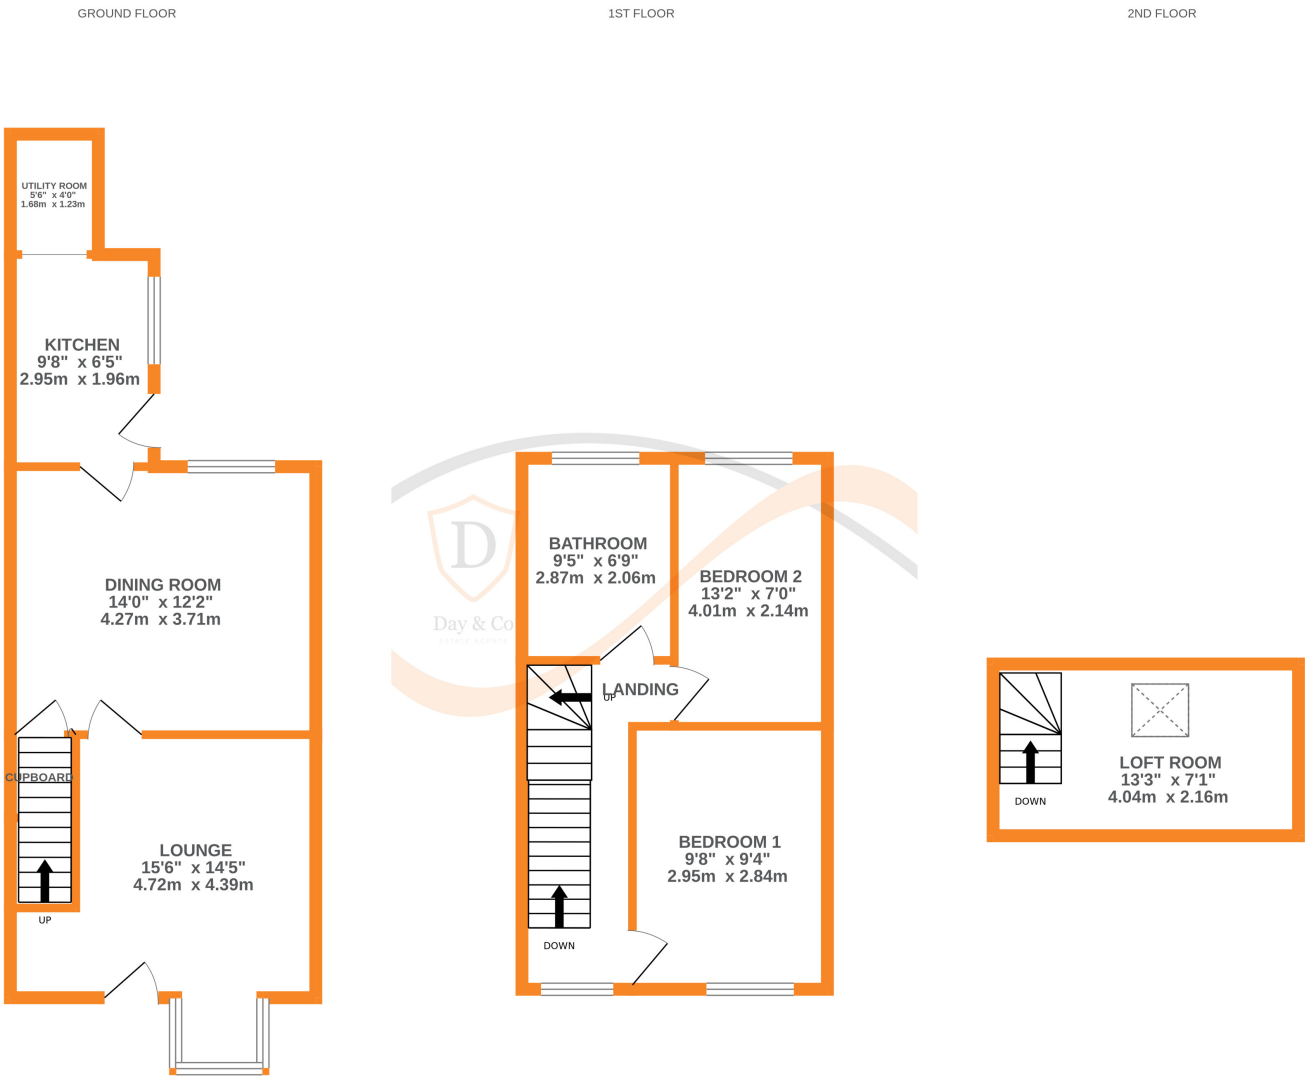 GROUND FLOOR
1ST FLOOR
2ND FLOOR
UTILITY ROOM
5'6" x 4'0"
1.68m x 1.23m
KITCHEN
9'8" x 6'5"
2.95m x 1.96m
DINING ROOM
14'0" x 12'2"
4.27m x 3.71m
CUPBOARD
LOUNGE
15'6" x 14'5"
4.72m x 4.39m
UP
D
Day & Co
ESTATE AGENTS
BATHROOM
9'5" x 6'9"
2.87m x 2.06m
BEDROOM 2
13'2" x 7'0"
4.01m x 2.14m
LANDING
UP
BEDROOM 1
9'8" x 9'4"
2.95m x 2.84m
DOWN
LOFT ROOM
13'3" x 7'1"
4.04m x 2.16m
DOWN